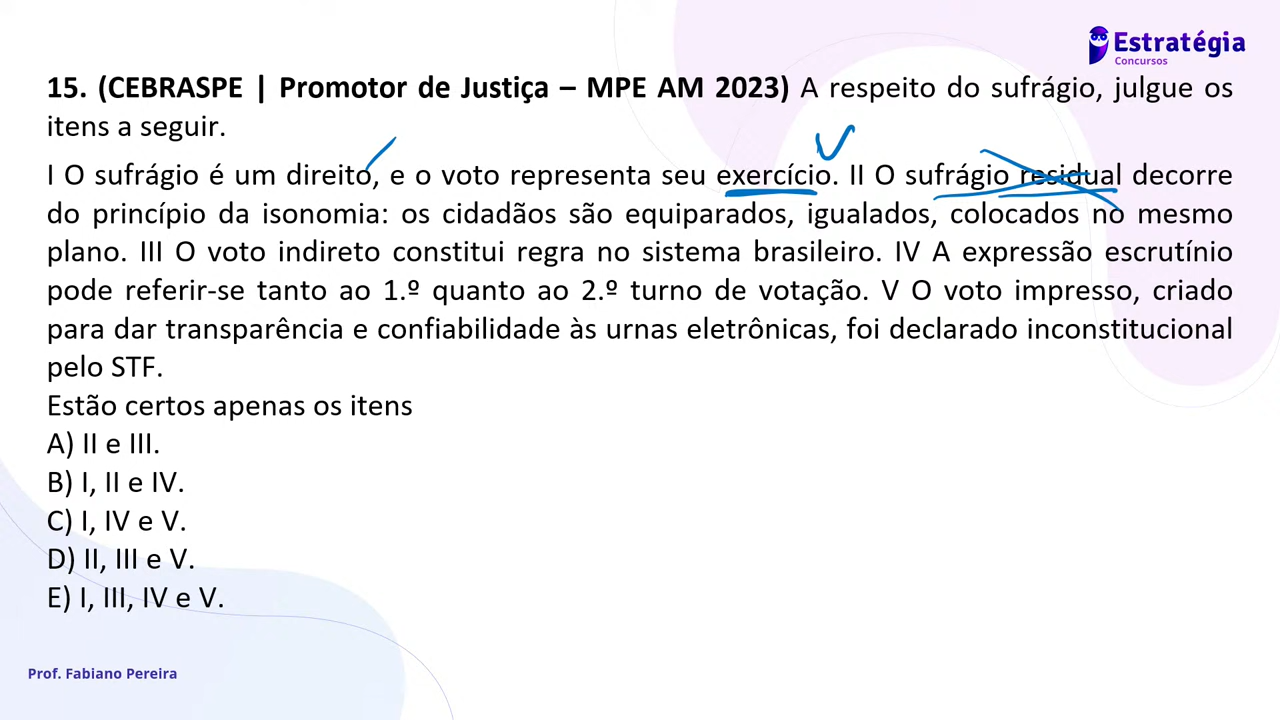 Estratégia
Concursos
15. (CEBRASPE | Promotor de Justiça – MPE AM 2023) A respeito do sufrágio, julgue os
itens a seguir.
I O sufrágio é um direito, e o voto representa seu exercício. II O sufrágio residual decorre
do princípio da isonomia: os cidadãos são equiparados, igualados, colocados no mesmo
plano. III O voto indireto constitui regra no sistema brasileiro. IV A expressão escrutínio
pode referir-se tanto ao 1.º quanto ao 2.º turno de votação. V O voto impresso, criado
para dar transparência e confiabilidade às urnas eletrônicas, foi declarado inconstitucional
pelo STF.
Estão certos apenas os itens
A) II e III.
B) I, II e IV.
C) I, IV e V.
D) II, III e V.
E) I, III, IV e V.
Prof. Fabiano Pereira